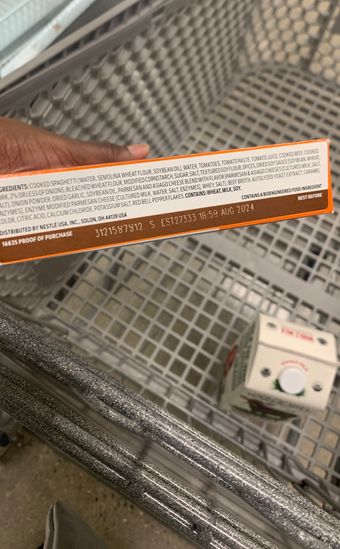 INGREDIENTS: COOKED SPAGHETTI (WATER, SEMOLINA WHEAT FLOUR, SOYBEAN OIL), WATER, TOMATOES, TOMATO PASTE, TOMATO JUICE, COOKED BEEF, COOKED
PORK, 2% OR LESS OF ONIONS, BLEACHED WHEAT FLOUR, MODIFIED CORNSTARCH, SUGAR, SALT, TEXTURED SOY FLOUR, SPICES, DRIED SOY SAUCE (SOYBEAN, WHEAT,
SALT), ONION POWDER, DRIED GARLIC, SOYBEAN OIL, PARMESAN AND ASIAGO CHEESE BLEND WITH FLAVOR (PARMESAN & ASIAGO CHEESES (CULTURED MILK, SALT,
ENZYMES), ENZYME MODIFIED PARMESAN CHEESE (CULTURED MILK, WATER, SALT, ENZYMES), WHEY, SALT), BEEF BROTH, AUTOLYZED YEAST EXTRACT, CARAMEL
COLOR, CITRIC ACID, CALCIUM CHLORIDE, POTASSIUM SALT, RED BELL PEPPER FLAKES. CONTAINS: WHEAT, MILK, SOY.
CONTAINS A BIOENGINEERED FOOD INGREDIENT
DISTRIBUTED BY NESTLÉ USA, INC., SOLON, OH 44139 USA
BEST BEFORE
16635 PROOF OF PURCHASE
3121587812 S EST27333 16:59 AUG 2024